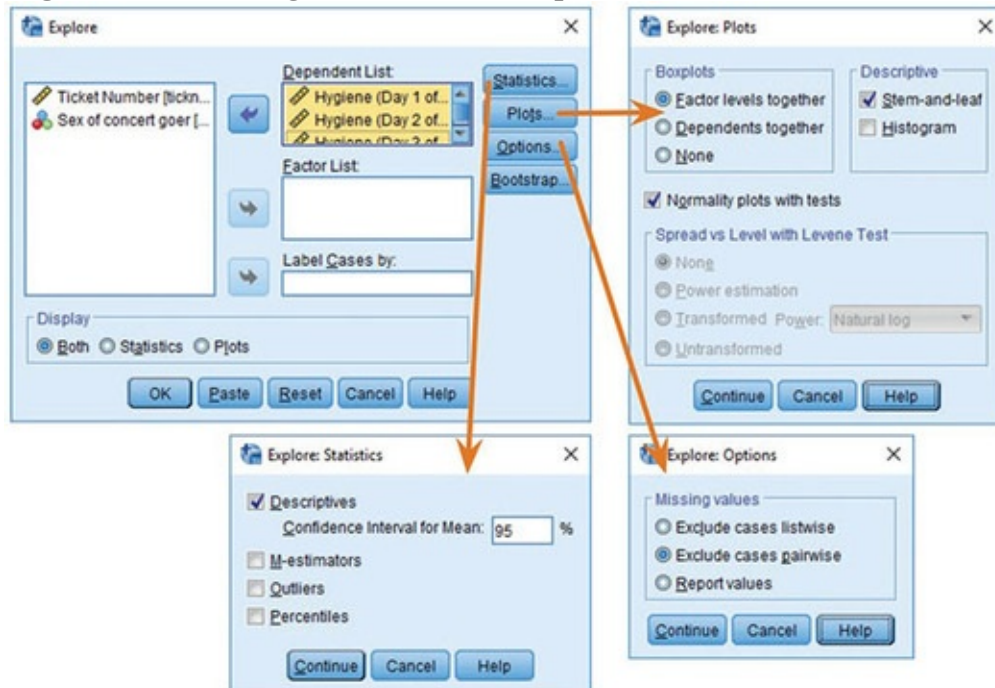 Explore
Dependent List:
Ticket Number [tickn...
Sex of concert goer [...
Hygiene (Day 1 of...
Hygiene (Day 2 of...
Hygiene (Day 2 of
Factor List:
Label Cases by:
Statistics...
Plots...
Options...
Bootstrap...
Display
Both Statistics Plots
OK Paste Reset Cancel Help
Explore: Plots
Boxplots
Factor levels together
Dependents together
None
Descriptive
Stem-and-leaf
Histogram
Normality plots with tests
Spread vs Level with Levene Test
None
Power estimation
Transformed Power: Natural log
Untransformed
Continue Cancel Help
Explore: Statistics
Descriptives
Confidence Interval for Mean: 95 %
M-estimators
Outliers
Percentiles
Continue Cancel Help
Explore: Options
Missing values
Exclude cases listwise
Exclude cases pairwise
Report values
Continue Cancel Help